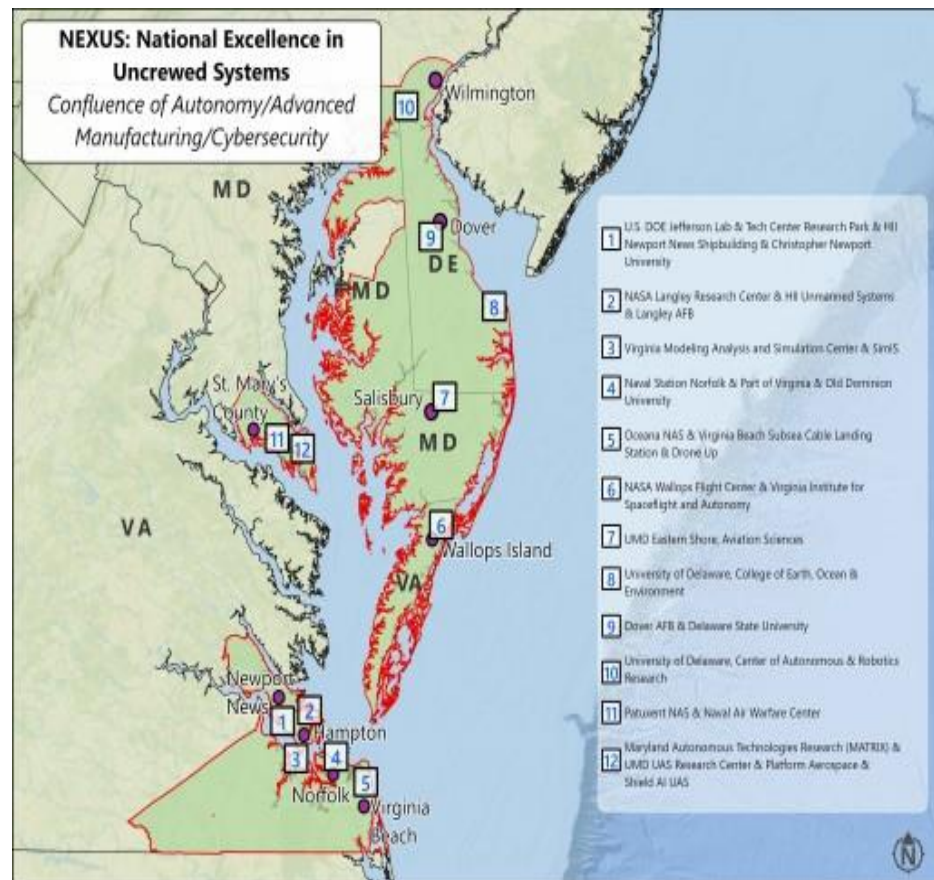 NEXUS: National Excellence in
Uncrewed Systems
Confluence of Autonomy/Advanced
Manufacturing/Cybersecurity
10
Wilmington
MD
9
Dover
DE
MD
8
St. Mary's
County
Salisbury
7
11
12
MD
VA
6
Wallops Island
VA
Newport
News
1
2
Hampton
3
4
Norfolk
5
Virginia
Beach
1
U.S. DOE Jefferson Lab & Tech Center Research Park & HII
Newport News Shipbuilding & Christopher Newport
University
2
NASA Langley Research Center & HII Unmanned Systems
& Langley AFB
3
Virginia Modeling Analysis and Simulation Center & SimIS
4
Naval Station Norfolk & Port of Virginia & Old Dominion
University
5
Oceana NAS & Virginia Beach Subsea Cable Landing
Station & Drone Up
6
NASA Wallops Flight Center & Virginia Institute for
Spaceflight and Autonomy
7
UMD Eastern Shore, Aviation Sciences
8
University of Delaware, College of Earth, Ocean &
Environment
9
Dover AFB & Delaware State University
10
University of Delaware, Center of Autonomous & Robotics
Research
11
Patuxent NAS & Naval Air Warfare Center
12
Maryland Autonomous Technologies Research (MATRIX) &
UMD UAS Research Center & Platform Aerospace &
Shield AI UAS
N